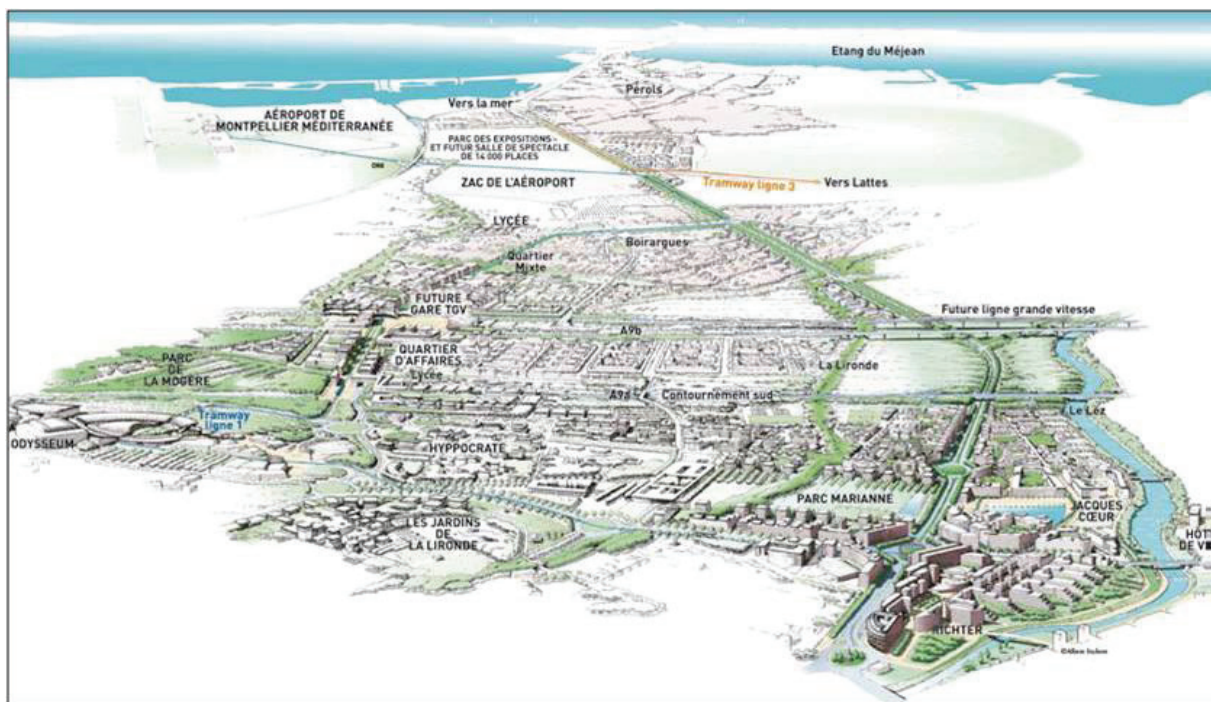 Etang du Méjean
Pérols
Vers la mer
AÉROPORT DE
MONTPELLIER MÉDITERRANÉE
PARC DES EXPOSITIONS-
ET FUTUR SALLE DE SPECTACLE
DE 14 000 PLACES
ZAC DE L'AÉROPORT
Tramway ligne 3
Vers Lattes
LYCÉE
Boirargues
Quartier
Mixte
FUTURE
GARE TGV
Future ligne grande vitesse
A9b
PARC
DE
LA MOGÈRE
QUARTIER
D'AFFAIRES
Lycée
La Lironde
A9a
Contournement sud
Tramway
ligne 1
Le Lez
ODYSSEUM
HYPPOCRATE
PARC MARIANNE
JACQUES
CŒUR
LES JARDINS
DE
LA LIRONDE
HÔT
DE V
RICHTER